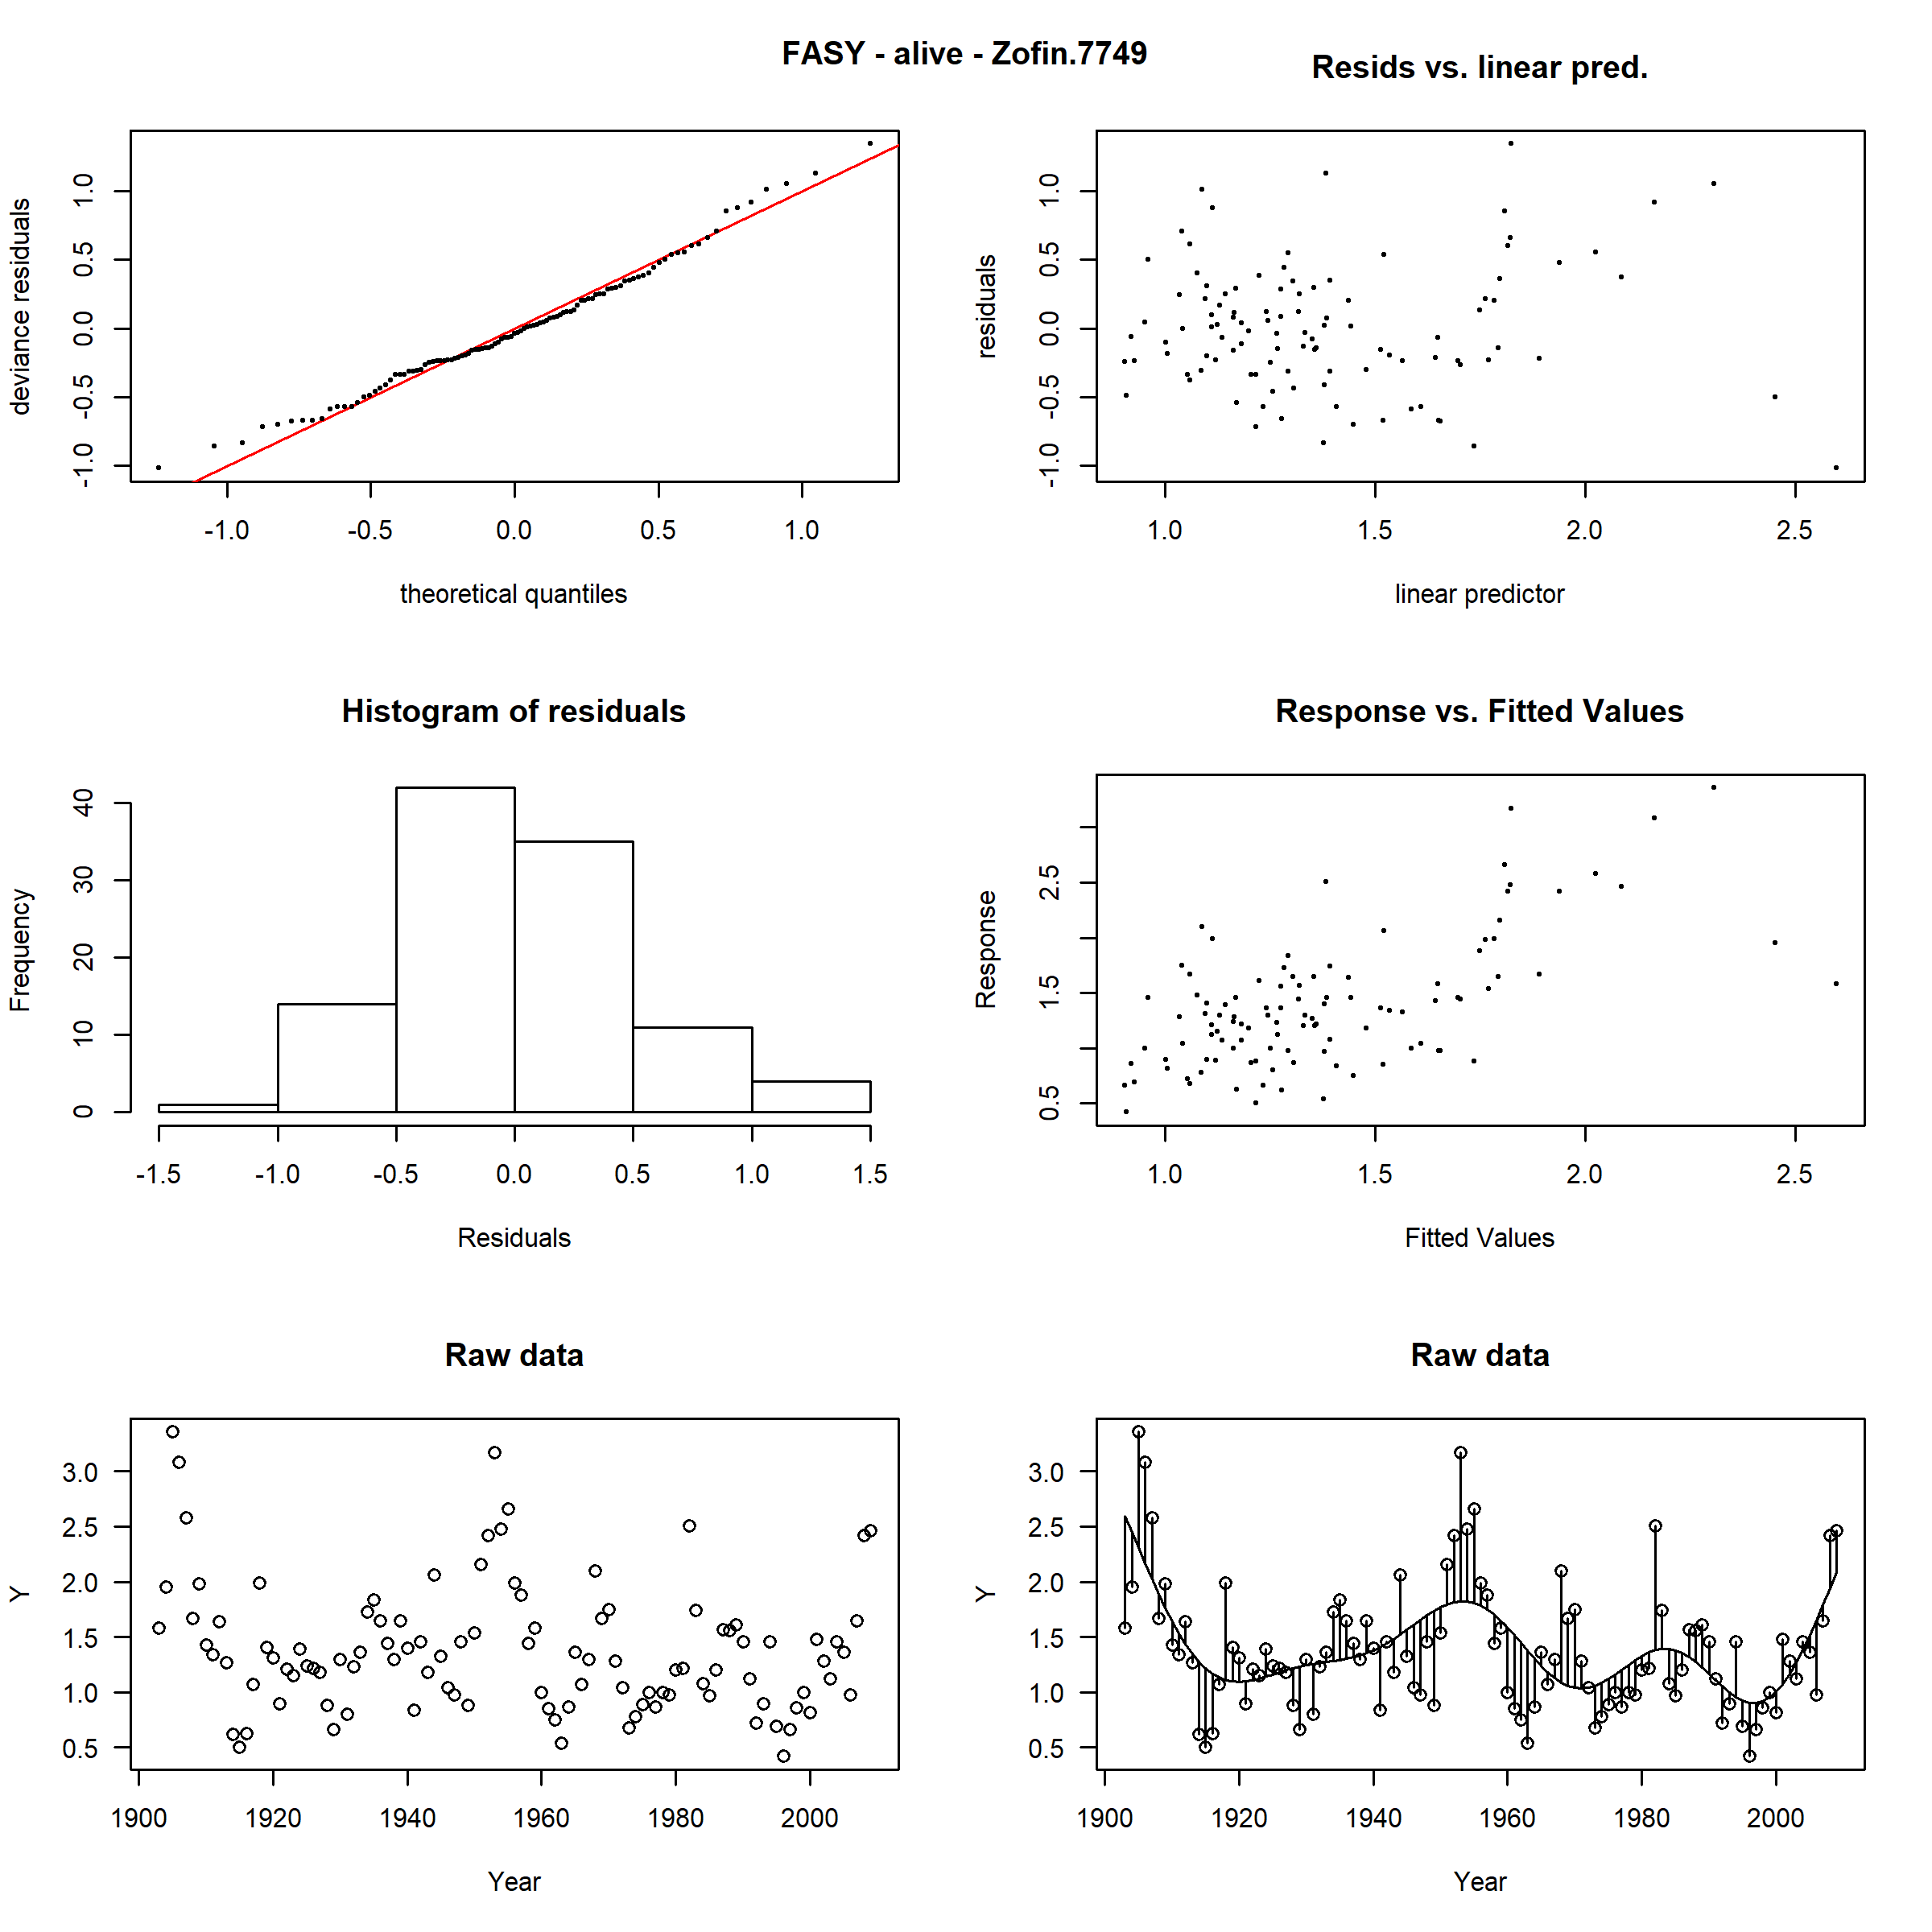 FASY - alive - Zofin.7749
Resids vs. linear pred.
deviance residuals
-1.0 -0.5 0.0 0.5 1.0
-1.0 -0.5 0.0 0.5 1.0
theoretical quantiles
residuals
-1.0 -0.5 0.0 0.5 1.0
1.0 1.5 2.0 2.5
linear predictor
Histogram of residuals
Frequency
0 10 20 30 40
-1.5 -1.0 -0.5 0.0 0.5 1.0 1.5
Residuals
Response vs. Fitted Values
Response
0.5 1.5 2.5
1.0 1.5 2.0 2.5
Fitted Values
Raw data
Y
3.0
2.5
2.0
1.5
1.0
0.5
1900 1920 1940 1960 1980 2000
Year
Raw data
Y
3.0
2.5
2.0
1.5
1.0
0.5
1900 1920 1940 1960 1980 2000
Year